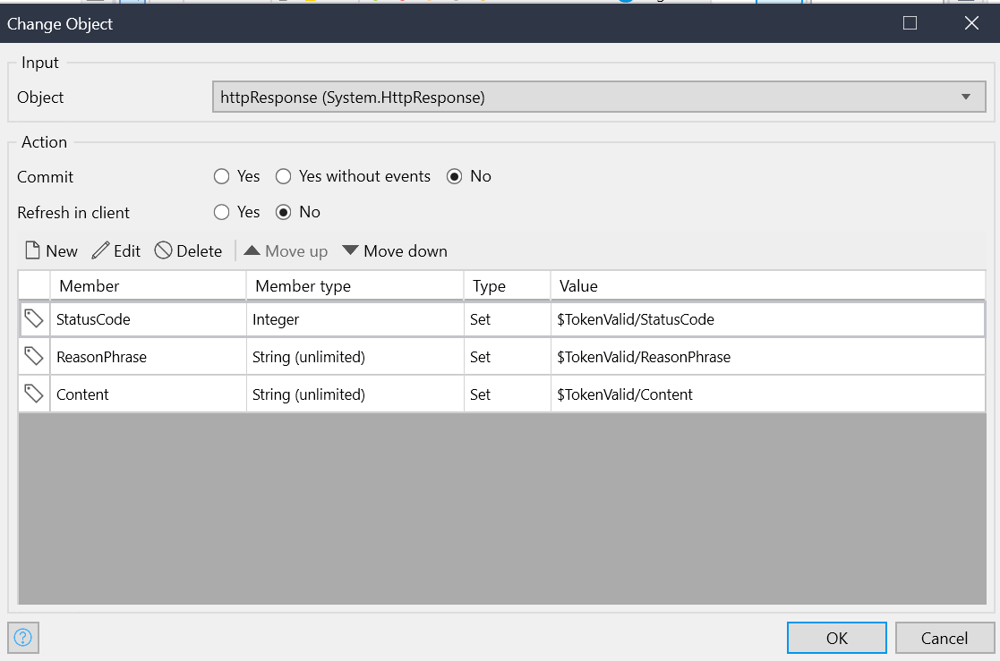 Change Object
Input
Object httpResponse (System.HttpResponse)
Action
Commit Yes Yes without events No
Refresh in client Yes No
New Edit Delete Move up Move down
Member Member type Type Value
StatusCode Integer Set $TokenValid/StatusCode
ReasonPhrase String (unlimited) Set $TokenValid/ReasonPhrase
Content String (unlimited) Set $TokenValid/Content
? OK Cancel